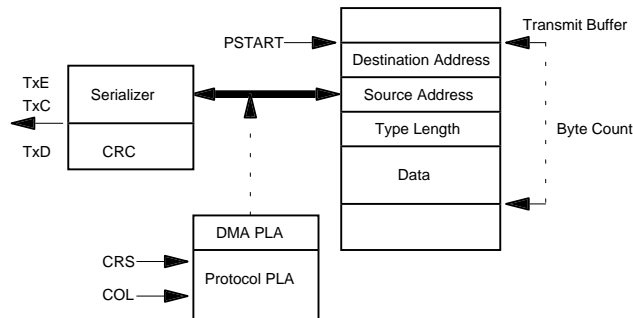 Transmit Buffer
PSTART
Destination Address
TxE
Serializer
Source Address
TxC
Type Length
Byte Count
TxD
CRC
Data
DMA PLA
CRS
Protocol PLA
COL